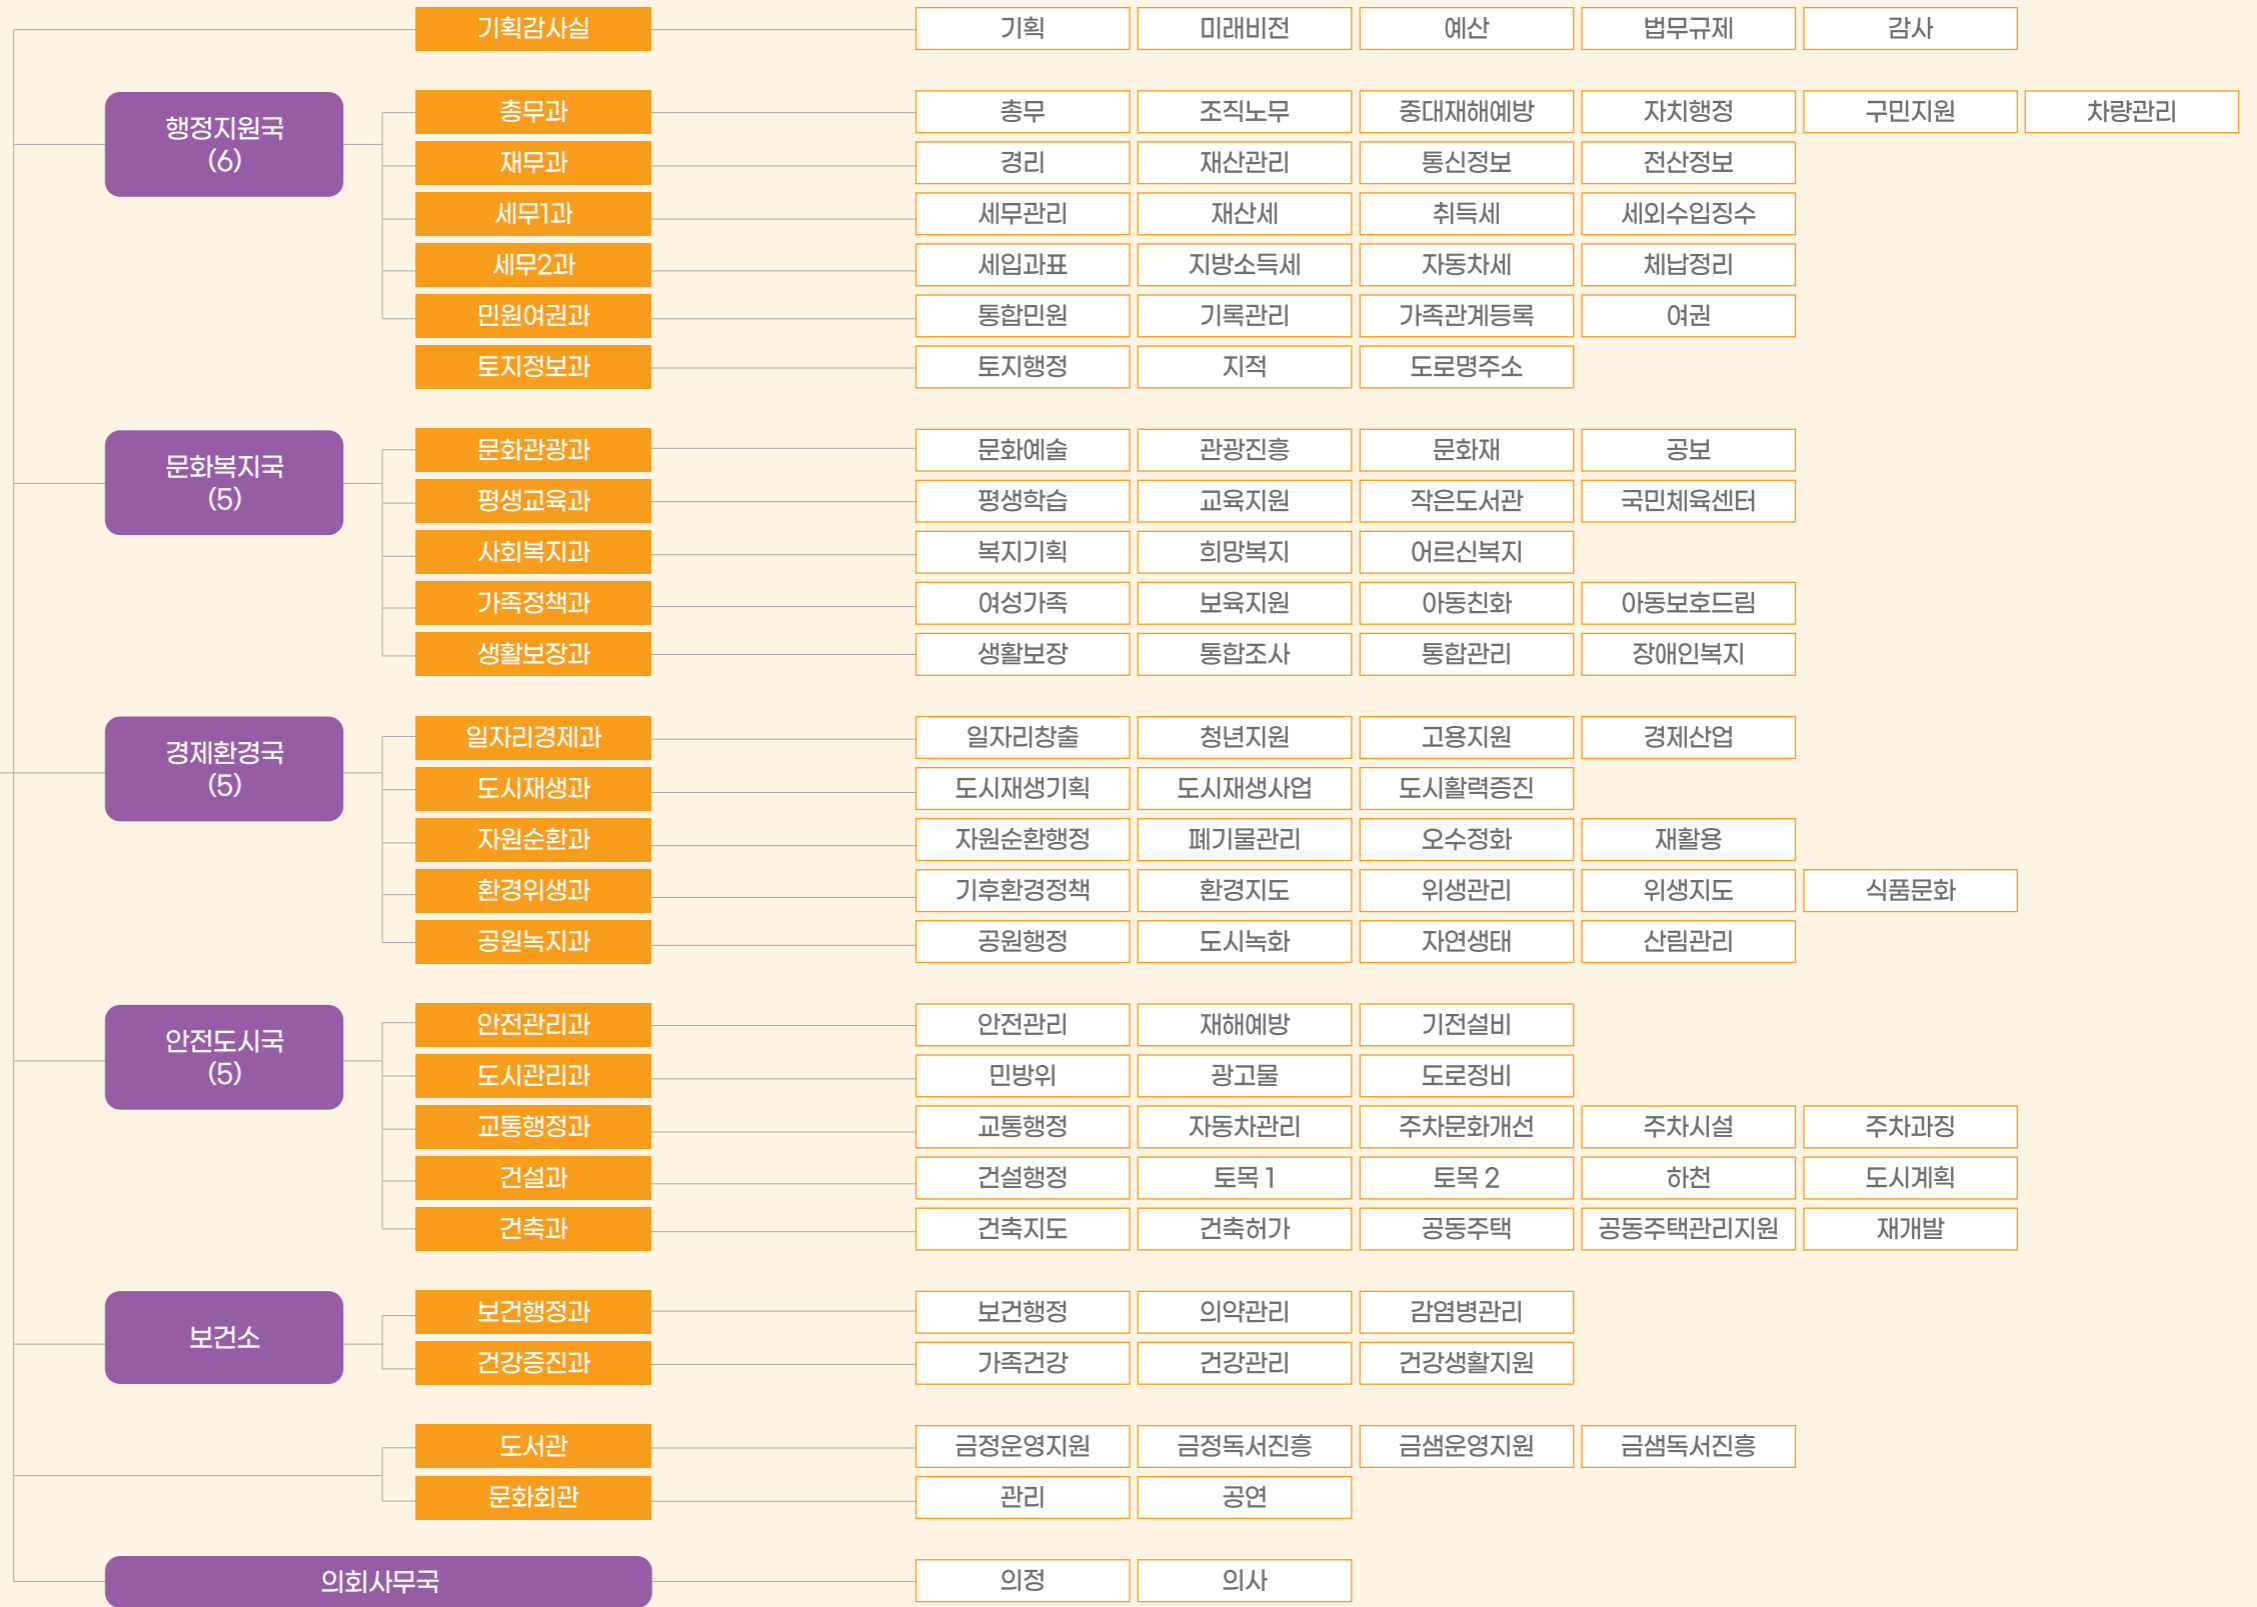 기획감사실 기획 미래비전 예산 법무규제 감사
행정지원국
(6)
총무과 총무 조직노무 중대재해예방 자치행정 구민지원 차량관리
재무과 경리 재산관리 통신정보 전산정보
세무1과 세무관리 재산세 취득세 세외수입징수
세무2과 세입과표 지방소득세 자동차세 체납정리
민원여권과 통합민원 기록관리 가족관계등록 여권
토지정보과 토지행정 지적 도로명주소
문화복지국
(5)
문화관광과 문화예술 관광진흥 문화재 공보
평생교육과 평생학습 교육지원 작은도서관 국민체육센터
사회복지과 복지기획 희망복지 어르신복지
가족정책과 여성가족 보육지원 아동친화 아동보호드림
생활보장과 생활보장 통합조사 통합관리 장애인복지
경제환경국
(5)
일자리경제과 일자리창출 청년지원 고용지원 경제산업
도시재생과 도시재생기획 도시재생사업 도시활력증진
자원순환과 자원순환행정 폐기물관리 오수정화 재활용
환경위생과 기후환경정책 환경지도 위생관리 위생지도 식품문화
공원녹지과 공원행정 도시녹화 자연생태 산림관리
안전도시국
(5)
안전관리과 안전관리 재해예방 기전설비
도시관리과 민방위 광고물 도로정비
교통행정과 교통행정 자동차관리 주차문화개선 주차시설 주차과징
건설과 건설행정 토목 1 토목 2 하천 도시계획
건축과 건축지도 건축허가 공동주택 공동주택관리지원 재개발
보건소
보건행정과 보건행정 의약관리 감염병관리
건강증진과 가족건강 건강관리 건강생활지원
도서관 금정운영지원 금정독서진흥 금샘운영지원 금샘독서진흥
문화회관 관리 공연
의회사무국 의정 의사